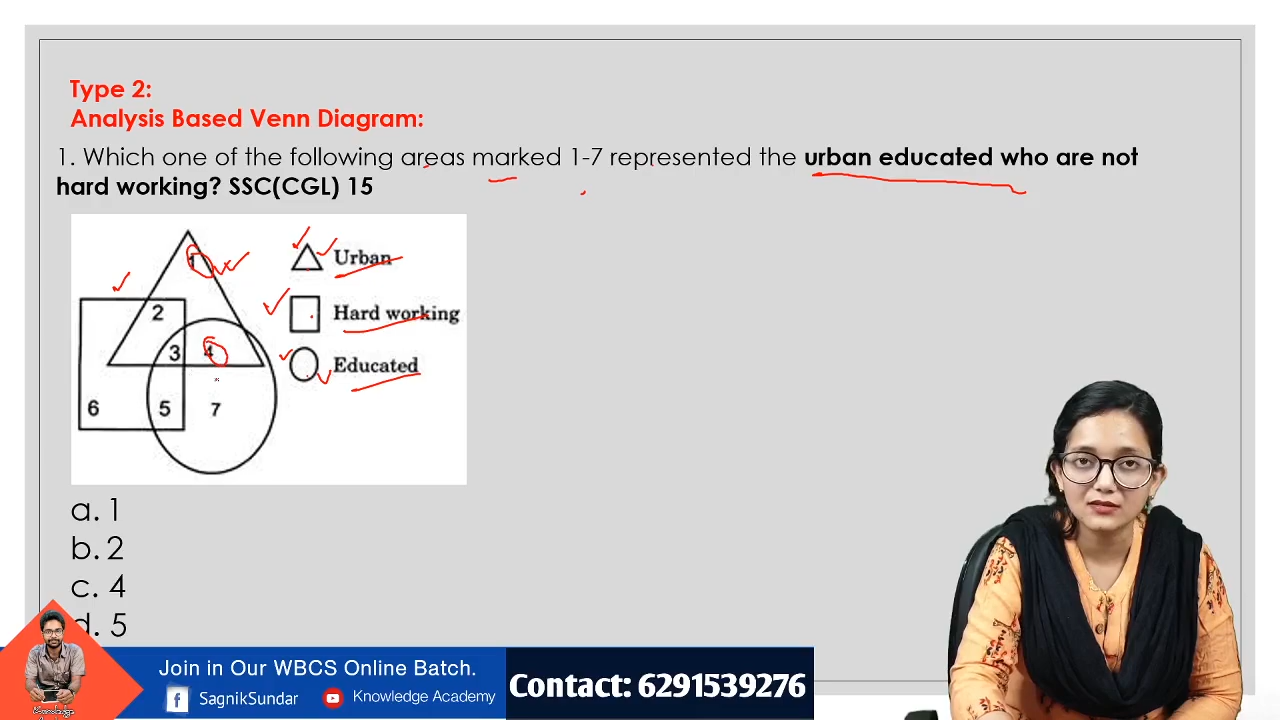 Type 2:
Analysis Based Venn Diagram:
1. Which one of the following areas marked 1-7 represented the urban educated who are not
hard working? SSC(CGL) 15
1
Urban
2
Hard working
3
4
Educated
6
5
7
a. 1
b. 2
c. 4
d. 5
Join in Our WBCS Online Batch.
SagnikSundar
Knowledge Academy
Contact: 6291539276